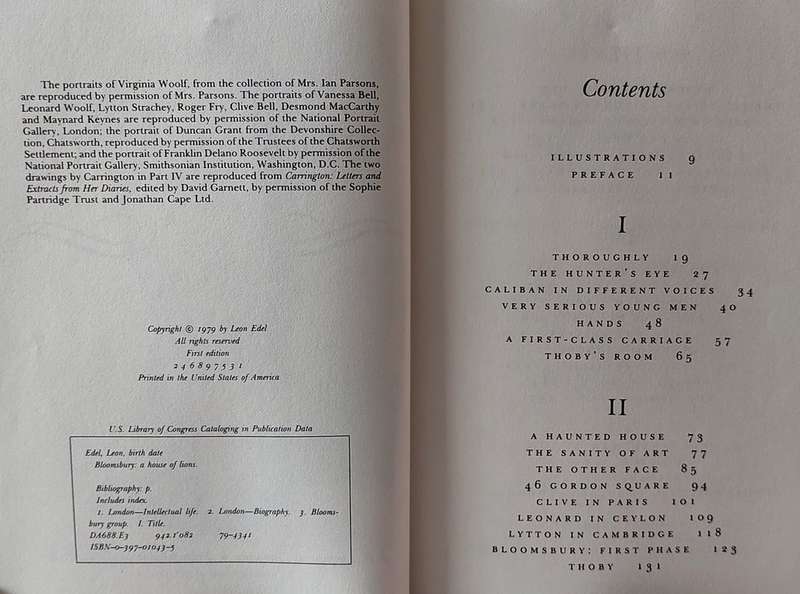 The portraits of Virginia Woolf, from the collection of Mrs. Ian Parsons,
are reproduced by permission of Mrs. Parsons. The portraits of Vanessa Bell,
Leonard Woolf, Lytton Strachey, Roger Fry, Clive Bell, Desmond MacCarthy
and Maynard Keynes are reproduced by permission of the National Portrait
Gallery, London; the portrait of Duncan Grant from the Devonshire Collec-
tion, Chatsworth, reproduced by permission of the Trustees of the Chatsworth
Settlement; and the portrait of Franklin Delano Roosevelt by permission of the
National Portrait Gallery, Smithsonian Institution, Washington, D.C. The two
drawings by Carrington in Part IV are reproduced from Carrington: Letters and
Extracts from Her Diaries, edited by David Garnett, by permission of the Sophie
Partridge Trust and Jonathan Cape Ltd.
Copyright © 1979 by Leon Edel
All rights reserved
First edition
2 4 6 8 9 7 5 3 1
Printed in the United States of America
U.S. Library of Congress Cataloging in Publication Data
Edel, Leon, birth date
Bloomsbury: a house of lions.
Bibliography: p.
Includes index.
1. London—Intellectual life. 2. London—Biography. 3. Blooms-
bury group. I. Title.
DA688.E3 942.1'082 79-4341
ISBN-0-397-01043-5
Contents
ILLUSTRATIONS 9
PREFACE 11
I
THOROUGHLY 19
THE HUNTER'S EYE 27
CALIBAN IN DIFFERENT VOICES 34
VERY SERIOUS YOUNG MEN 40
HANDS 48
A FIRST-CLASS CARRIAGE 57
THOBY'S ROOM 65
II
A HAUNTED HOUSE 73
THE SANITY OF ART 77
THE OTHER FACE 85
46 GORDON SQUARE 94
CLIVE IN PARIS 101
LEONARD IN CEYLON 109
LYTTON IN CAMBRIDGE 118
BLOOMSBURY: FIRST PHASE 123
THOBY 131